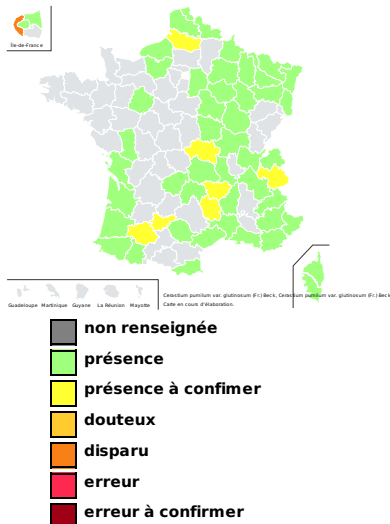 Île-de-France
Guadeloupe Martinique Guyane La Réunion Mayotte
Cerastium pumilum var. glutinosum (Fr.) Beck, Cerastium pumilum var. glutinosum (Fr.) Beck
Carte en cours d'élaboration.
non renseignée
présence
présence à confimer
douteux
disparu
erreur
erreur à confirmer